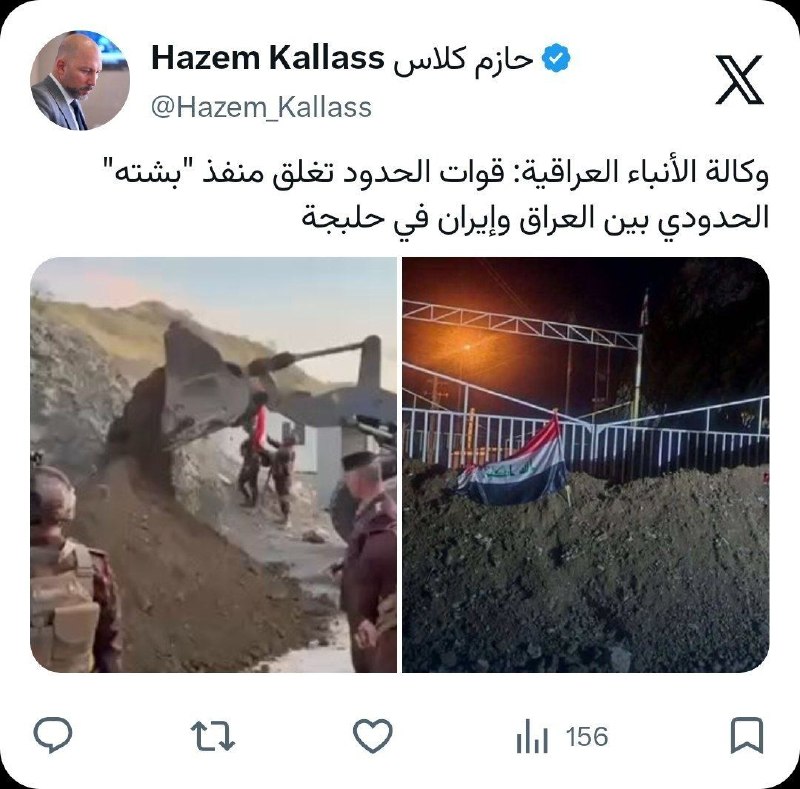 Hazem Kallass حازم كلاس
@Hazem_Kallass
وكالة الأنباء العراقية: قوات الحدود تغلق منفذ "بشته"
الحدودي بين العراق وإيران في حلبجة
156